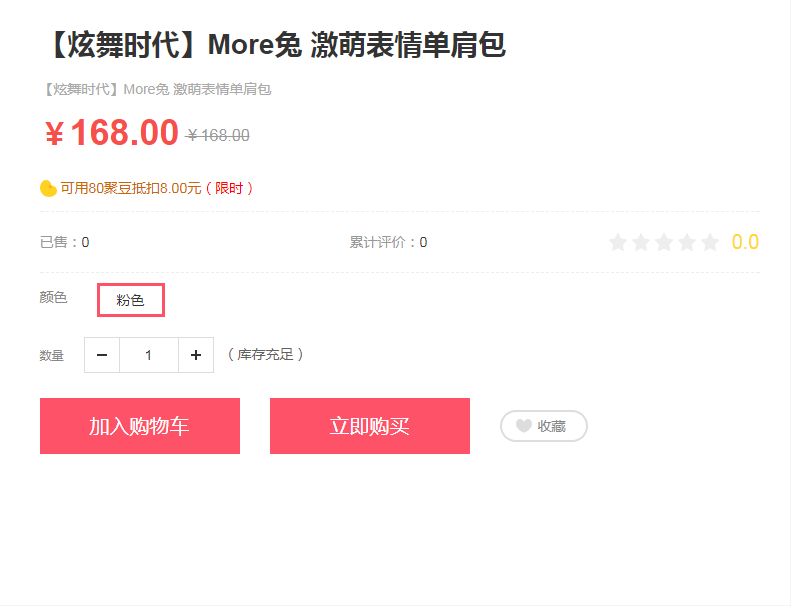 【炫舞时代】More兔 激萌表情单肩包
【炫舞时代】More兔 激萌表情单肩包
￥168.00 ￥168.00
可用80聚豆抵扣8.00元（限时）
已售：0 累计评价：0 0.0
颜色 粉色
数量 － 1 + （库存充足）
加入购物车 立即购买 收藏